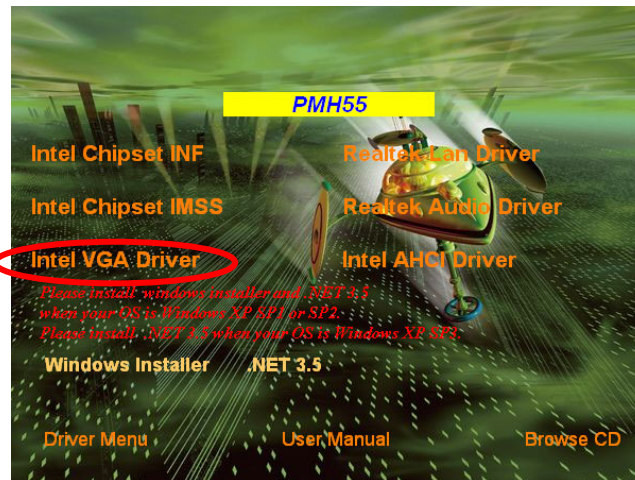 PMH55
Intel Chipset INF Realtek Lan Driver
Intel Chipset IMSS Realtek Audio Driver
Intel VGA Driver Intel AHCI Driver
Please install windows installer and .NET 3.5
when your OS is Windows XP SP1 or SP2.
Please install .NET 3.5 when your OS is Windows XP SP3.
Windows Installer .NET 3.5
Driver Menu User Manual Browse CD